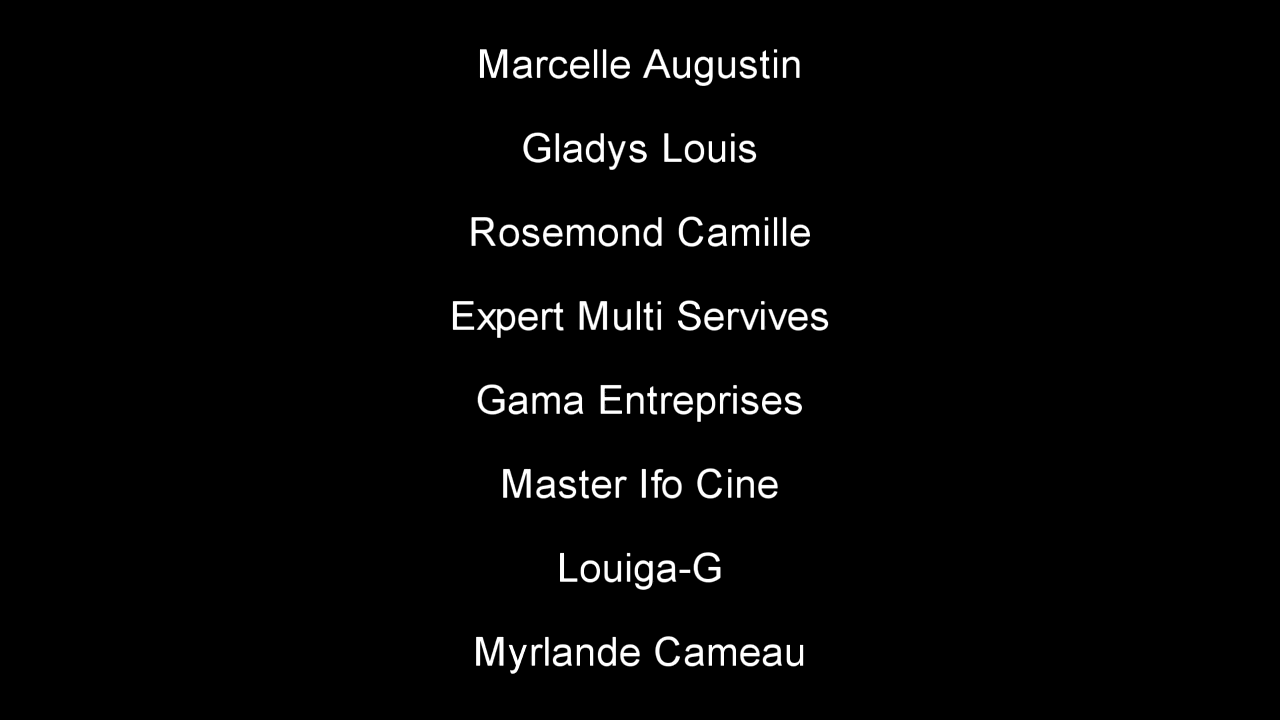 Marcelle Augustin
Gladys Louis
Rosemond Camille
Expert Multi Servives
Gama Entreprises
Master Ifo Cine
Louiga-G
Myrlande Cameau